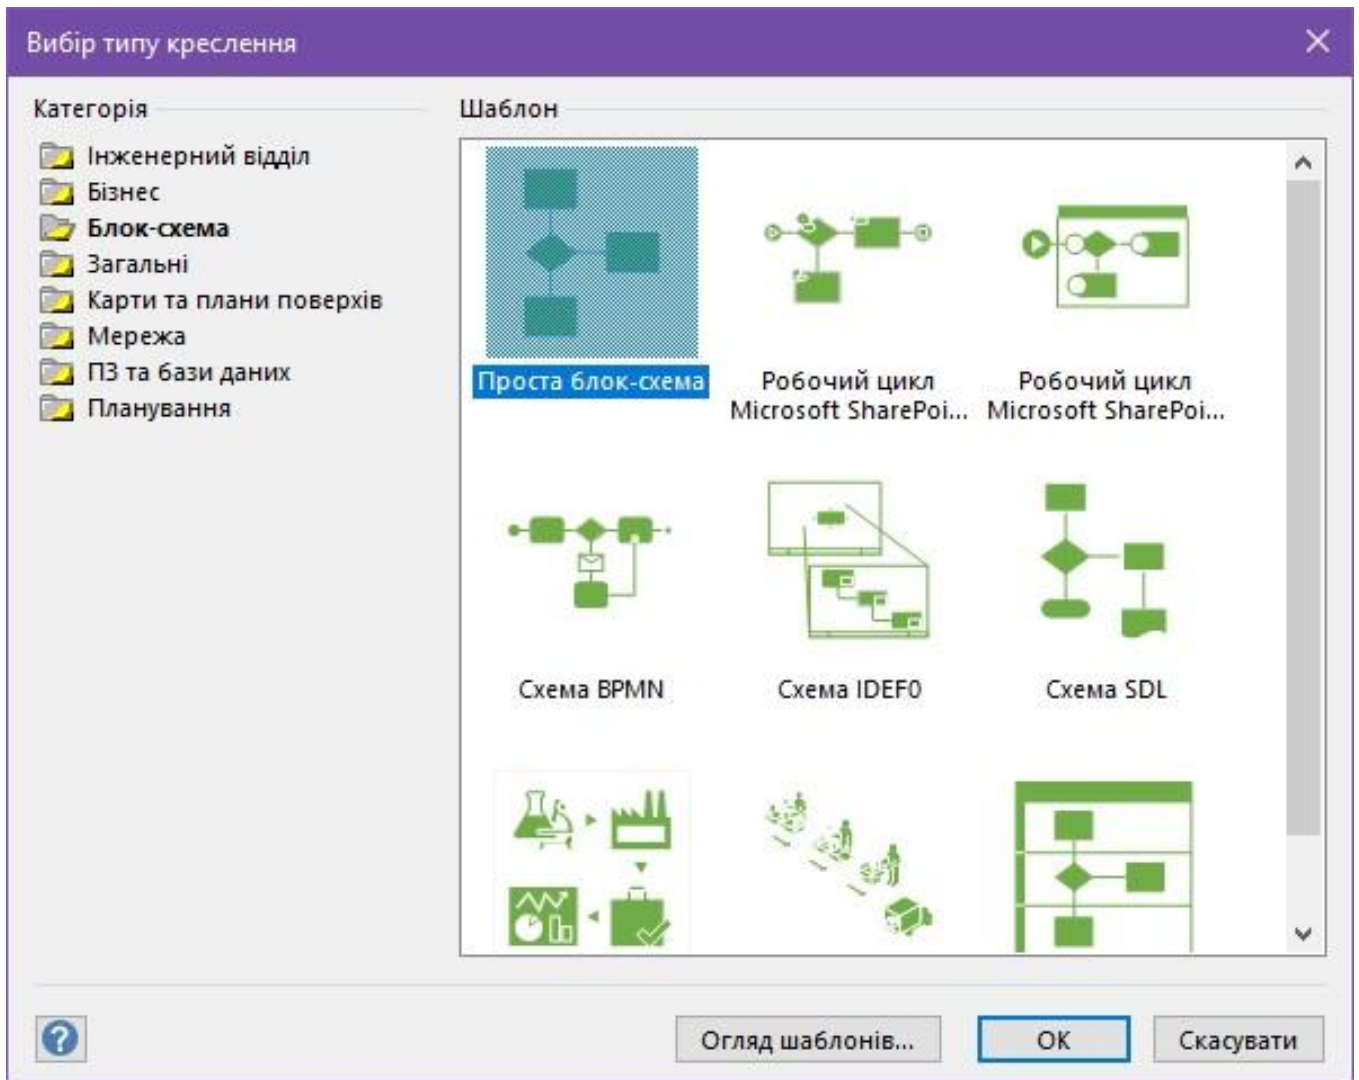 Вибір типу креслення
Категорія
Інженерний відділ
Бізнес
Блок-схема
Загальні
Карти та плани поверхів
Мережа
ПЗ та бази даних
Планування
Шаблон
Проста блок-схема
Робочий цикл
Microsoft SharePoi...
Робочий цикл
Microsoft SharePoi...
Схема BPMN
Схема IDEF0
Схема SDL
?
Огляд шаблонів...
ОК
Скасувати